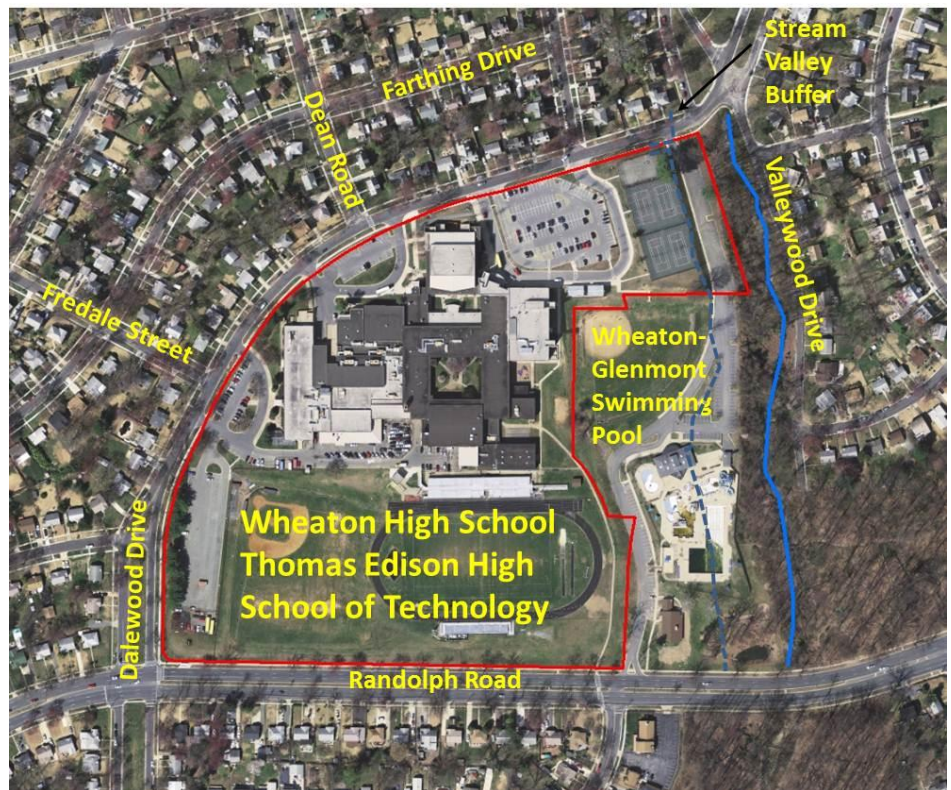 Stream
Valley
Buffer
Farthing Drive
Dean Road
Valleywood Drive
Fredale Street
Wheaton-
Glenmont
Swimming
Pool
Wheaton High School
Thomas Edison High
School of Technology
Dalewood Drive
Randolph Road